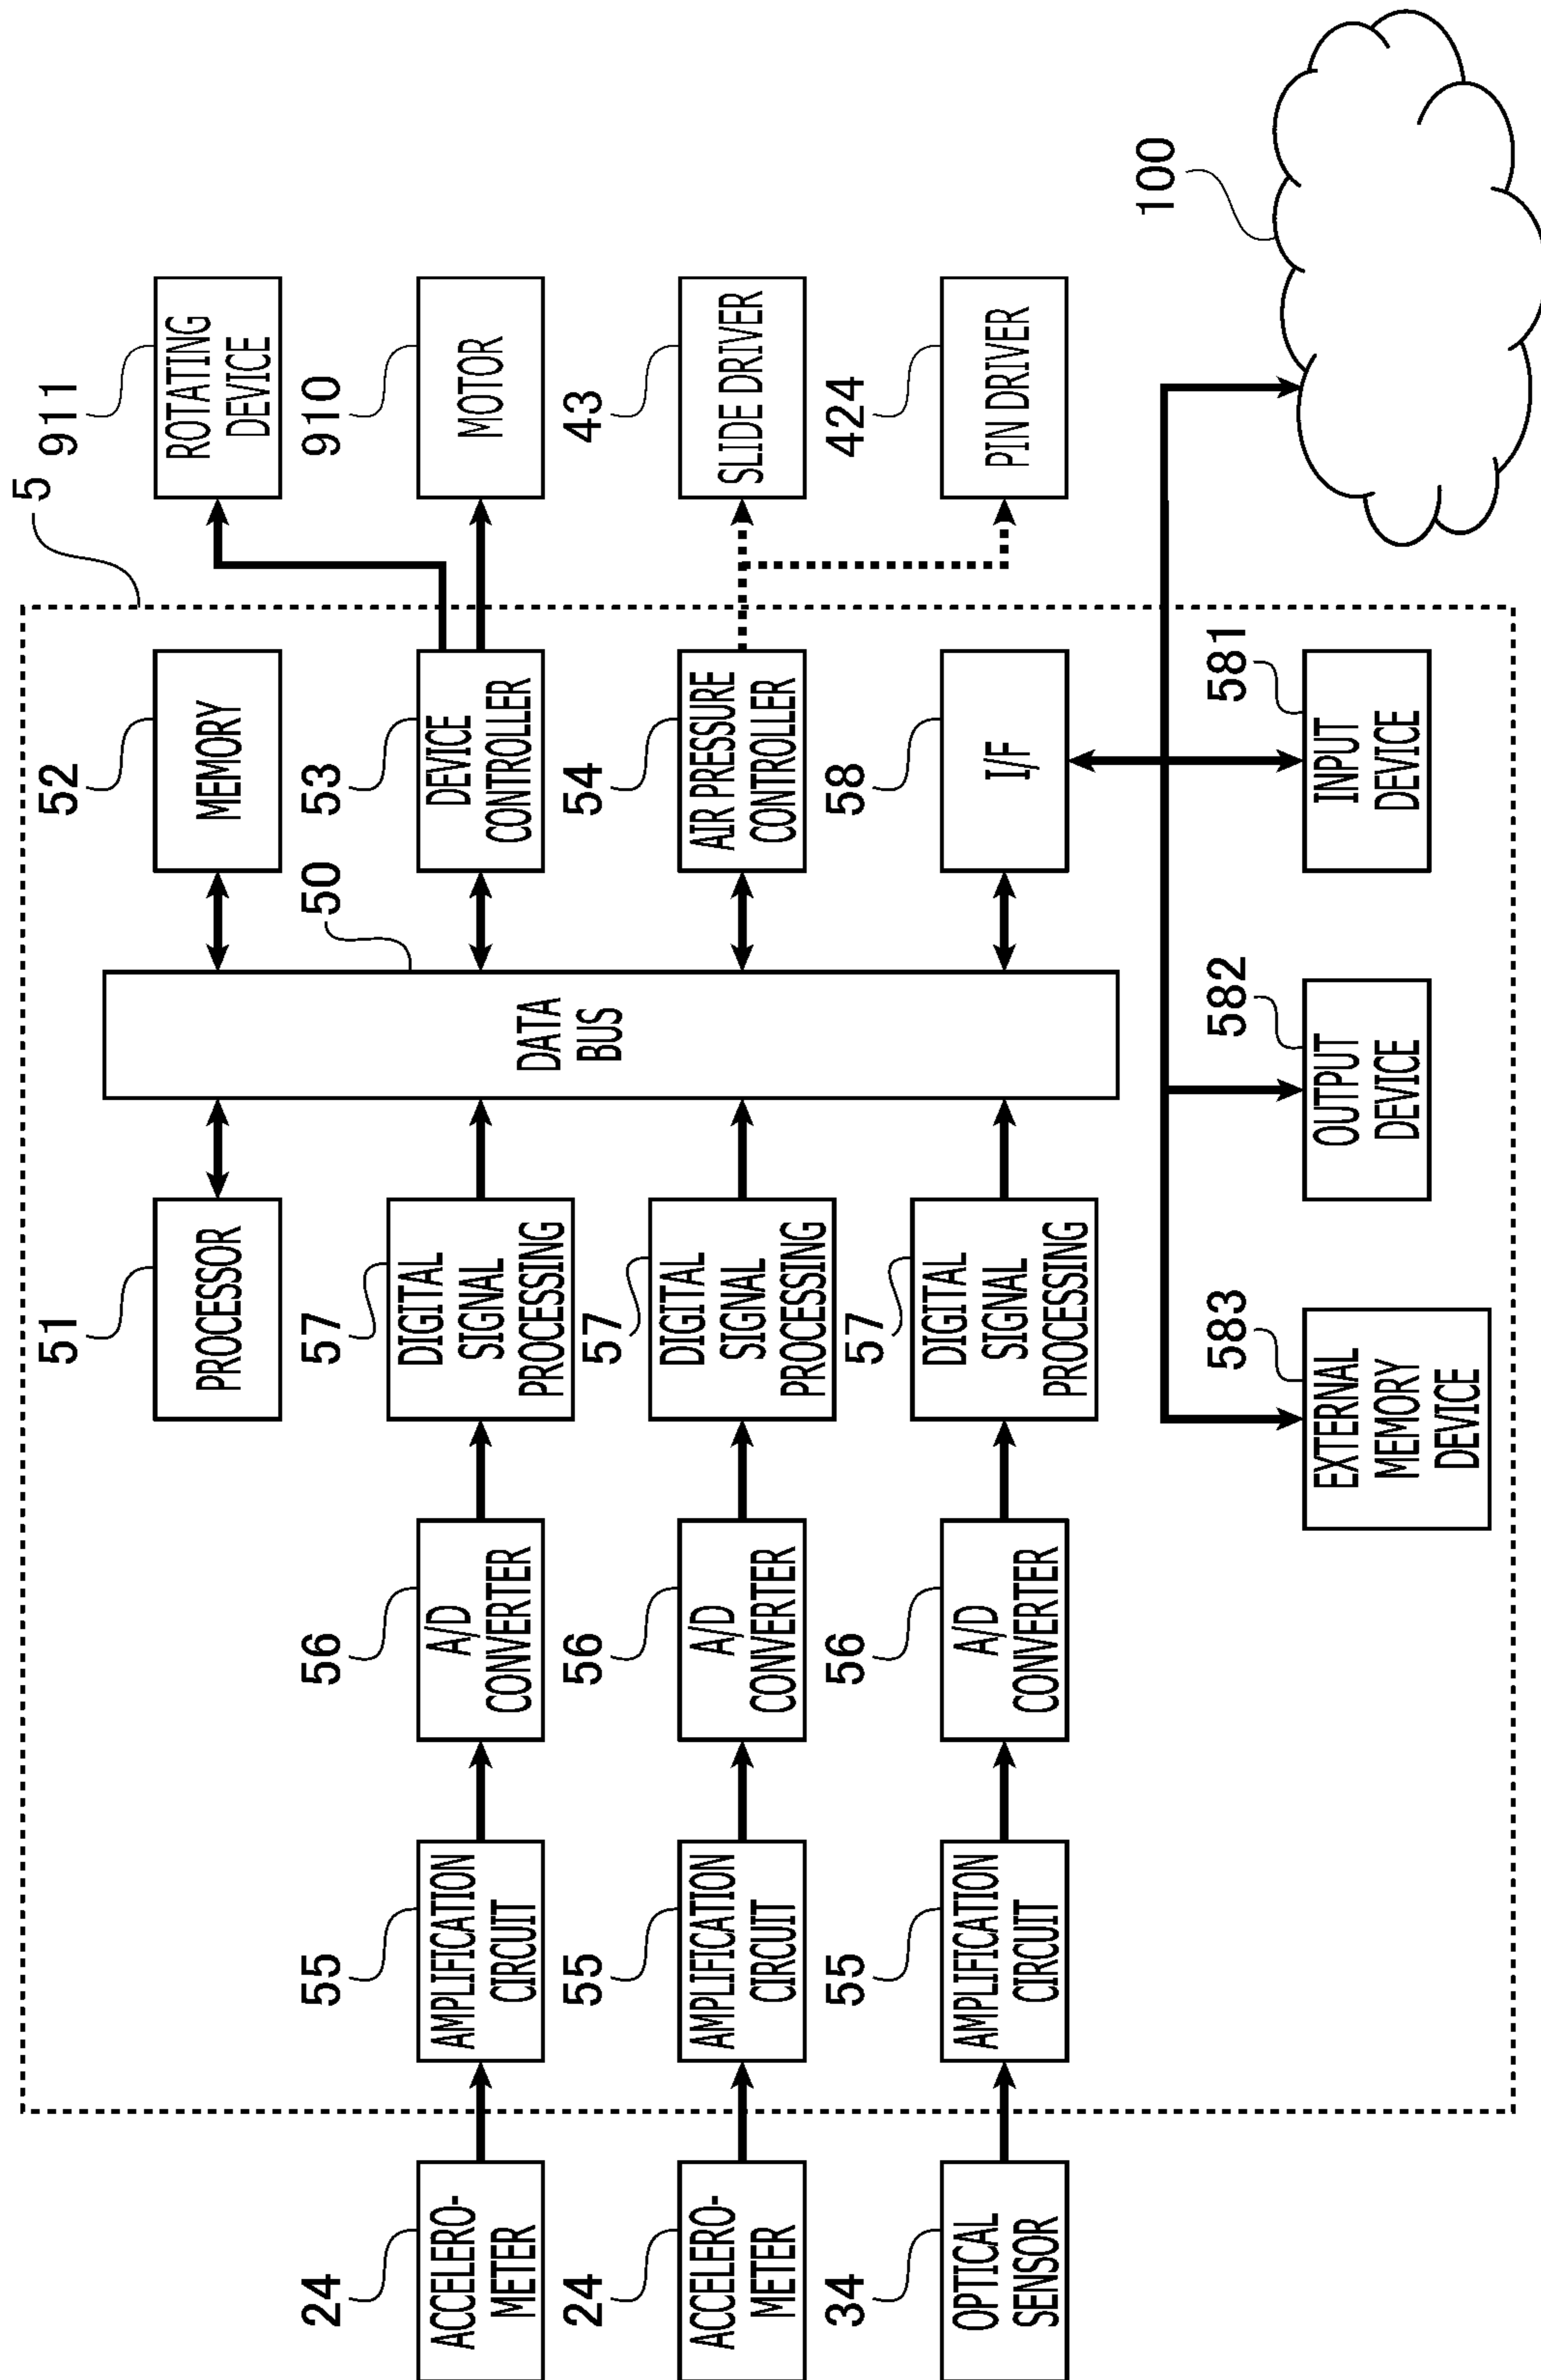 5
51
PROCESSOR
52
MEMORY
911
ROTATING
DEVICE
50
DATA
BUS
24
ACCELERO-
METER
55
AMPLIFICATION
CIRCUIT
56
A/D
CONVERTER
57
DIGITAL
SIGNAL
PROCESSING
53
DEVICE
CONTROLLER
910
MOTOR
24
ACCELERO-
METER
55
AMPLIFICATION
CIRCUIT
56
A/D
CONVERTER
57
DIGITAL
SIGNAL
PROCESSING
54
AIR PRESSURE
CONTROLLER
43
SLIDE DRIVER
34
OPTICAL
SENSOR
55
AMPLIFICATION
CIRCUIT
56
A/D
CONVERTER
57
DIGITAL
SIGNAL
PROCESSING
58
I/F
424
PIN DRIVER
583
EXTERNAL
MEMORY
DEVICE
582
OUTPUT
DEVICE
581
INPUT
DEVICE
100